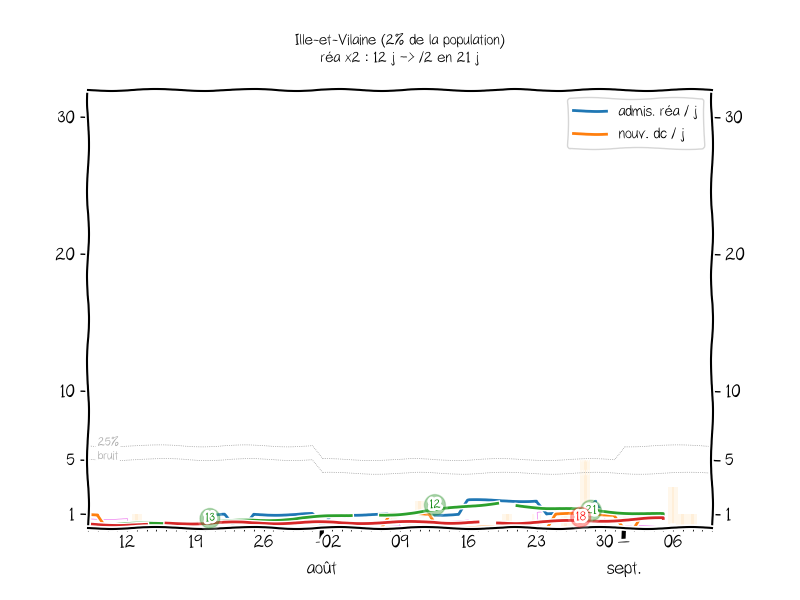 Ille-et-Vilaine (2% de la population)
réa x2 : 12 j -> /2 en 21 j
admis. réa / j
nouv. dc / j
30 30
20 20
10 10
25%
bruit
5 5
1 1
13 12 18 21
12 19 26 02 09 16 23 30 06
août sept.